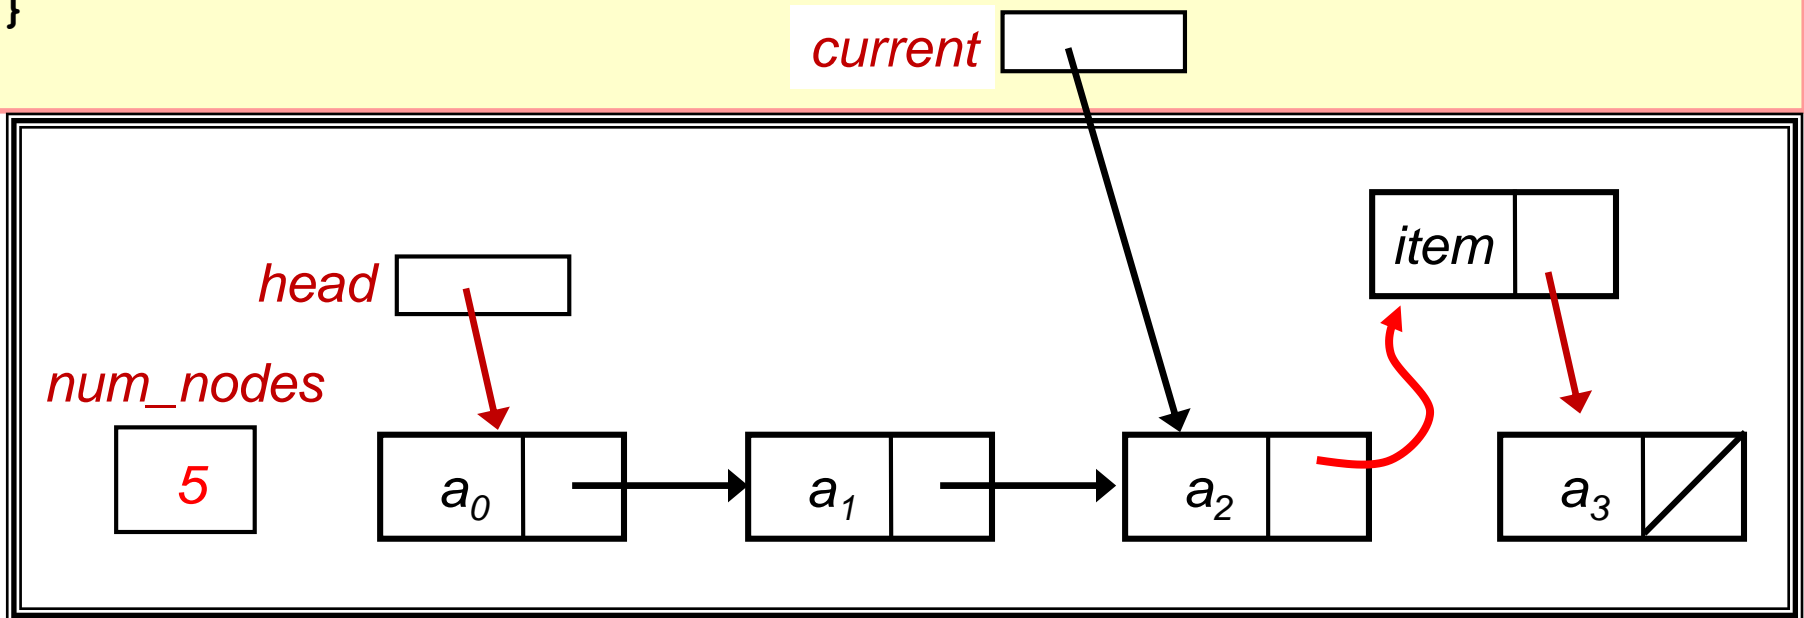 }
current
item
head
num_nodes
5
a0
a1
a2
a3